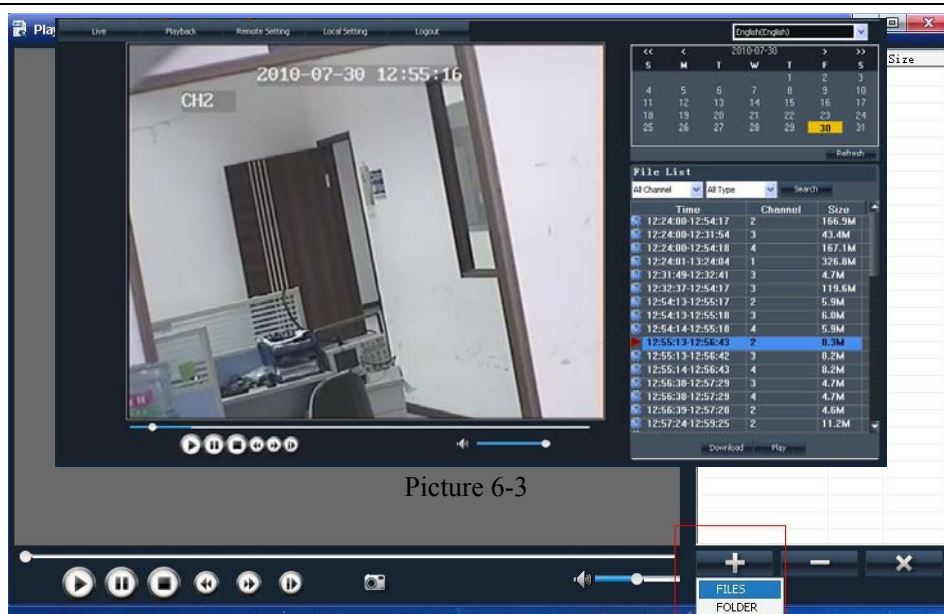 Pla
Size
Live Playback Remote Setting Local Setting Logout
English(English)
<< < 2010-07-30 > >>
S M T W T F S
1 2 3
4 5 6 7 8 9 10
11 12 13 14 15 16 17
18 19 20 21 22 23 24
25 26 27 28 29 30 31
Refresh
2010-07-30 12:55:16
CH2
File List
All Channel All Type Search
Time Channel Size
12:24:00-12:54:17 2 166.9M
12:24:00-12:31:54 3 43.4M
12:24:00-12:54:18 4 167.1M
12:24:01-13:24:04 1 326.8M
12:31:49-12:32:41 3 4.7M
12:32:37-12:54:17 3 119.6M
12:54:13-12:55:17 2 5.9M
12:54:13-12:55:18 3 6.0M
12:54:14-12:55:18 4 5.9M
12:55:13-12:56:43 2 8.3M
12:55:13-12:56:42 3 8.2M
12:55:14-12:56:43 4 8.2M
12:56:38-12:57:29 3 4.7M
12:56:38-12:57:29 4 4.7M
12:56:39-12:57:28 2 4.6M
12:57:24-12:59:25 2 11.2M
Download Play
Picture 6-3
FILES
FOLDER